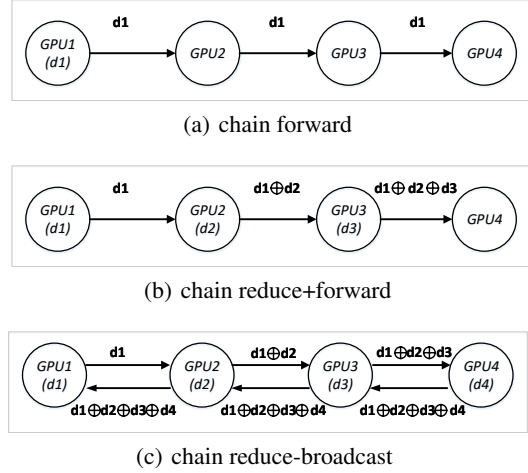 d1 d1 d1
GPU1 GPU2 GPU3 GPU4
(d1)
(a) chain forward
d1 d1⊕d2 d1⊕d2⊕d3
GPU1 GPU2 GPU3 GPU4
(d1) (d2) (d3)
(b) chain reduce+forward
d1 d1⊕d2 d1⊕d2⊕d3
GPU1 GPU2 GPU3 GPU4
(d1) (d2) (d3) (d4)
d1⊕d2⊕d3⊕d4 d1⊕d2⊕d3⊕d4 d1⊕d2⊕d3⊕d4
(c) chain reduce-broadcast